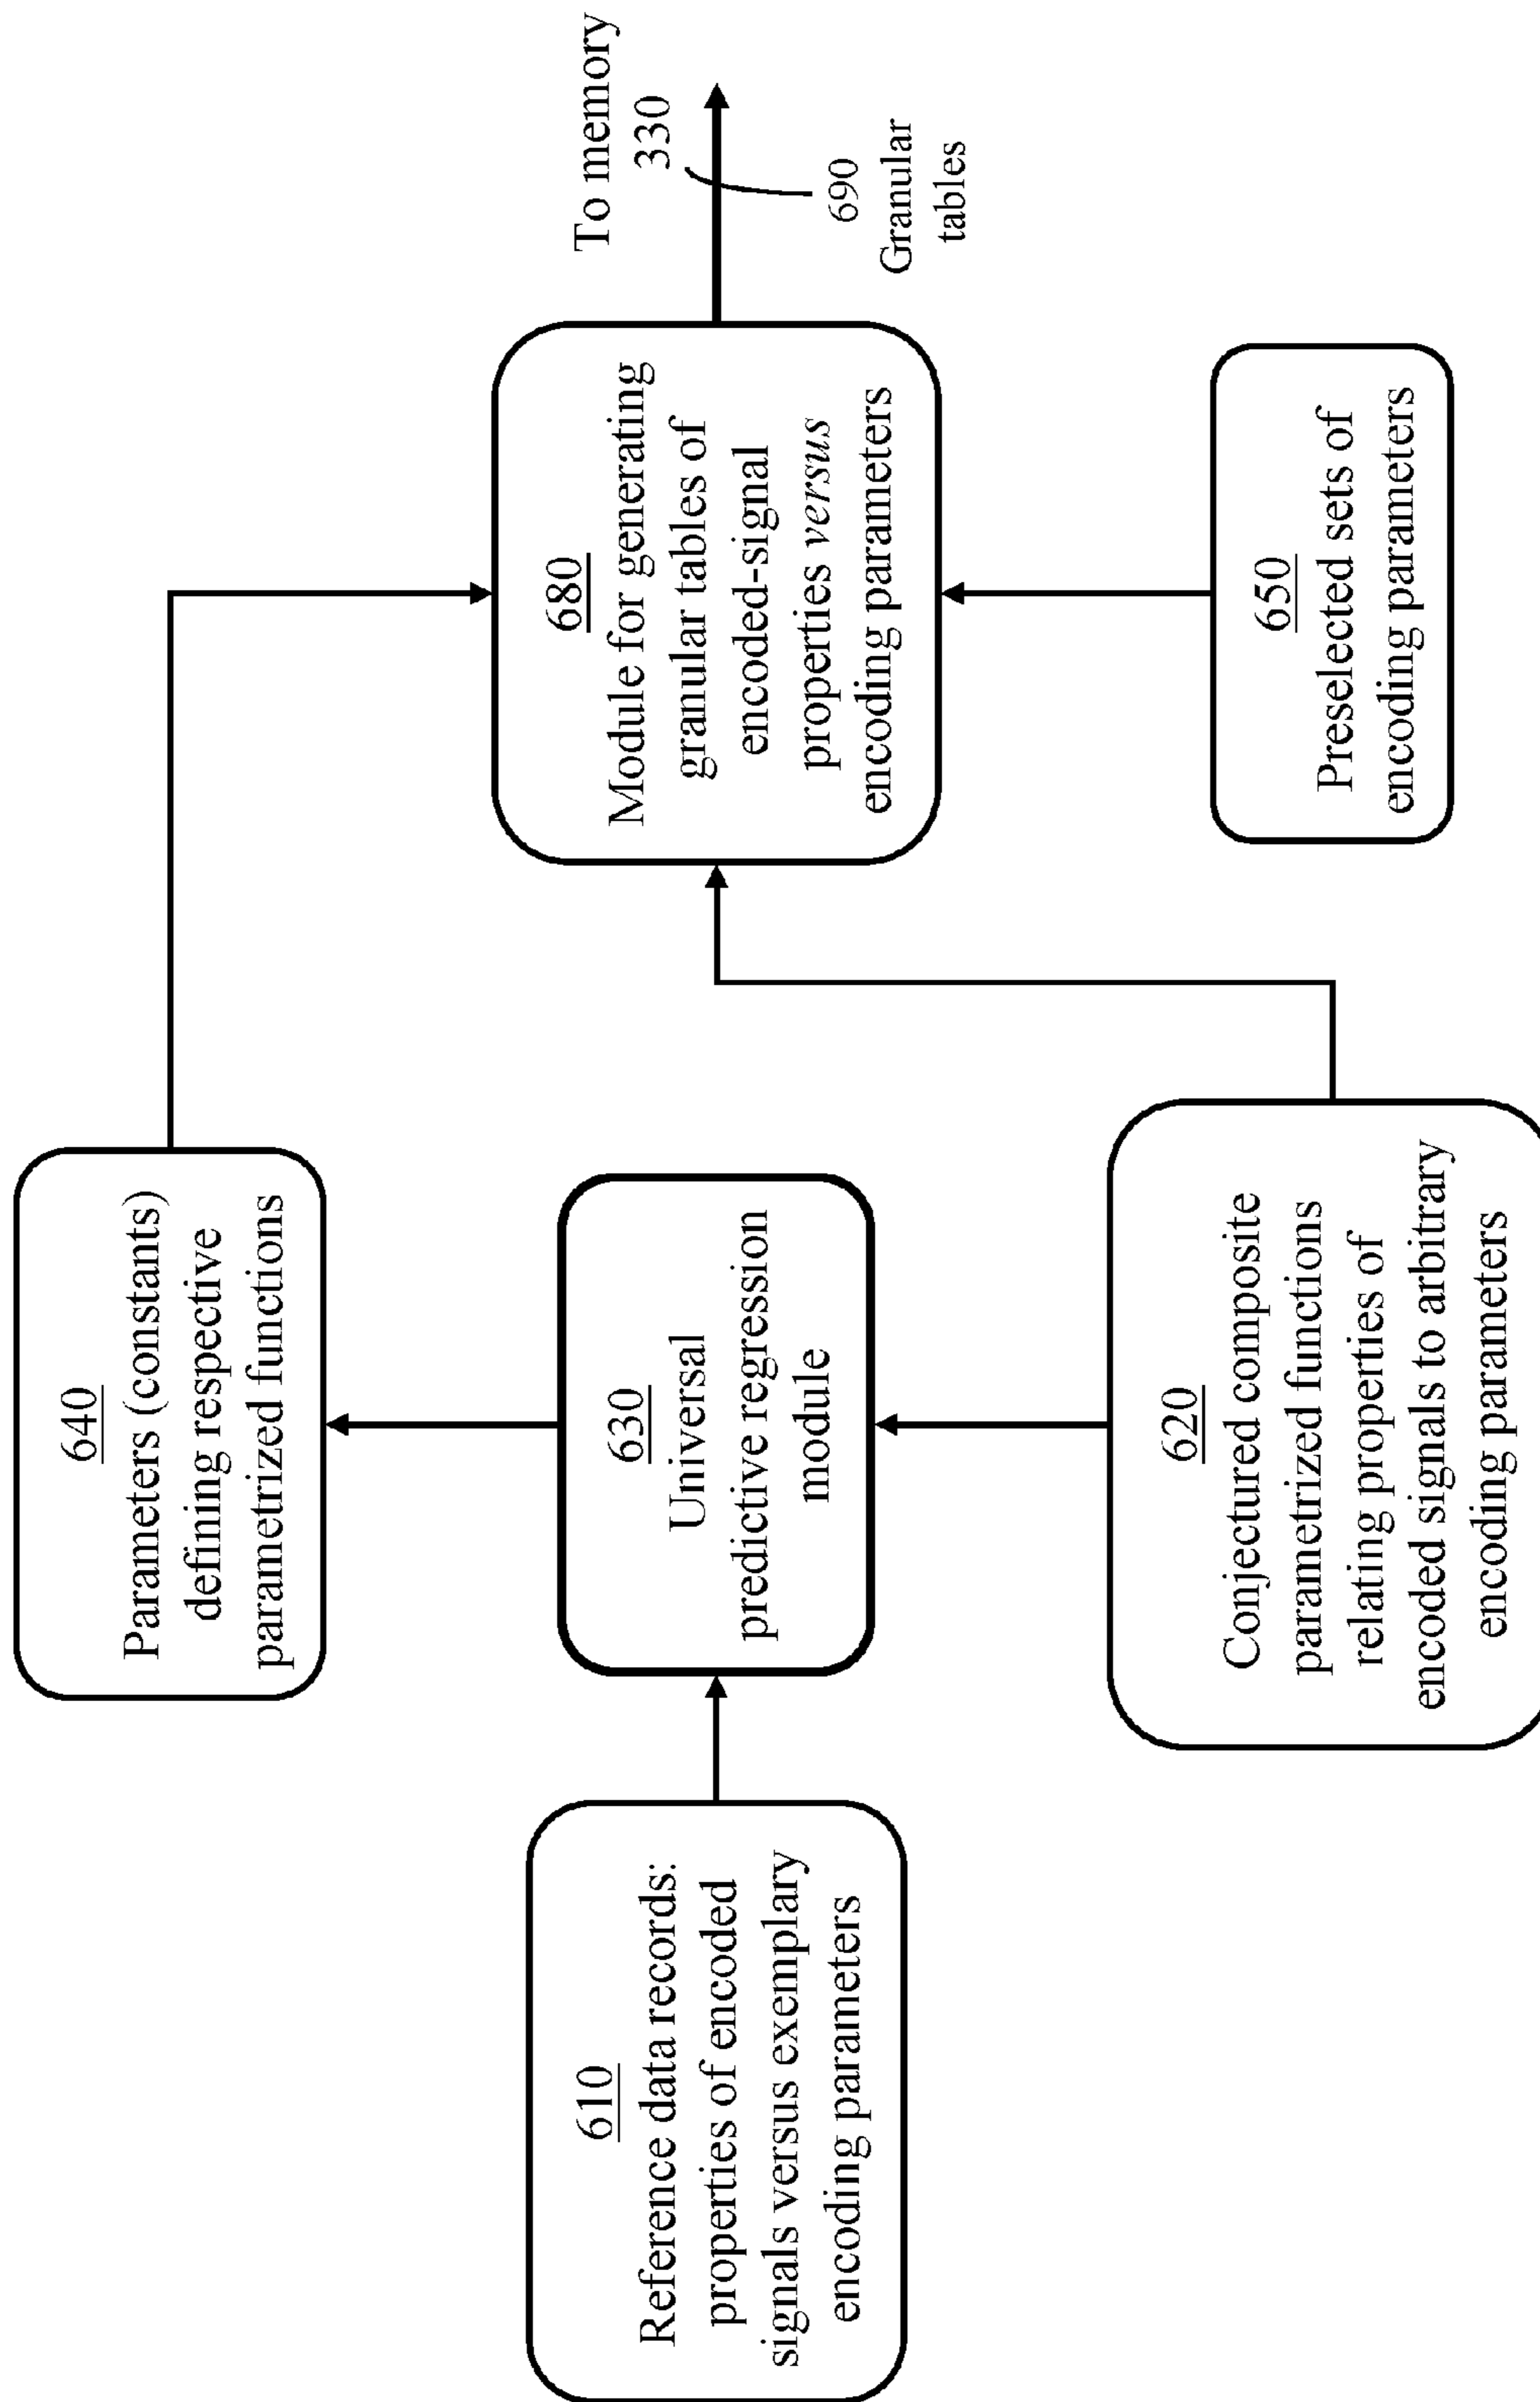 640
Parameters (constants)
defining respective
parametrized functions
610
Reference data records:
properties of encoded
signals versus exemplary
encoding parameters
630
Universal
predictive regression
module
680
Module for generating
granular tables of
encoded-signal
properties versus
encoding parameters
To memory
330
690
Granular
tables
620
Conjectured composite
parametrized functions
relating properties of
encoded signals to arbitrary
encoding parameters
650
Preselected sets of
encoding parameters